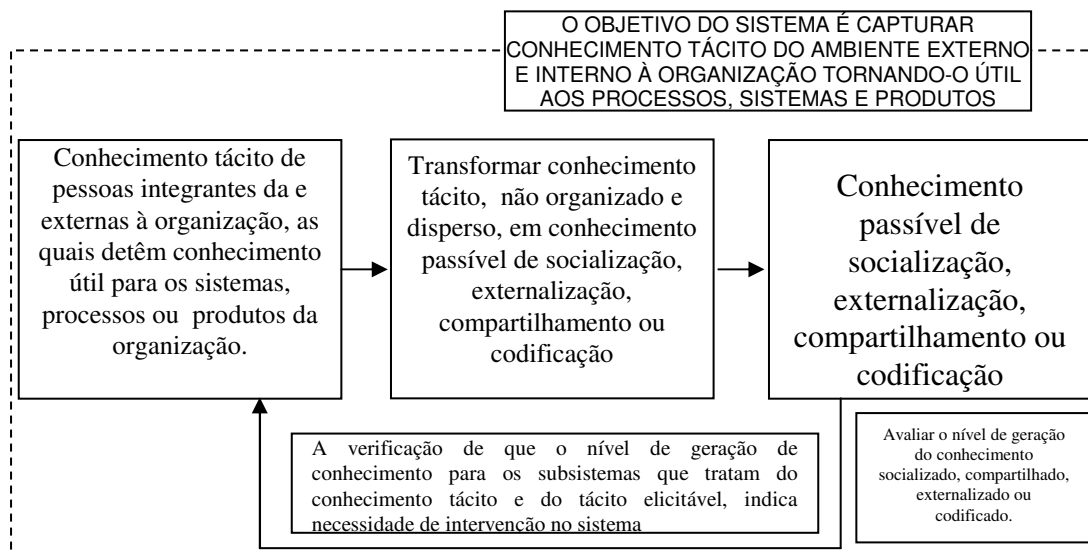 O OBJETIVO DO SISTEMA É CAPTURAR
CONHECIMENTO TÁCITO DO AMBIENTE EXTERNO
E INTERNO À ORGANIZAÇÃO TORNANDO-O ÚTIL
AOS PROCESSOS, SISTEMAS E PRODUTOS
Conhecimento tácito de
pessoas integrantes da e
externas à organização, as
quais detêm conhecimento
útil para os sistemas,
processos ou produtos da
organização.
Transformar conhecimento
tácito, não organizado e
disperso, em conhecimento
passível de socialização,
externalização,
compartilhamento ou
codificação
Conhecimento
passível de
socialização,
externalização,
compartilhamento ou
codificação
A verificação de que o nível de geração de
conhecimento para os subsistemas que tratam do
conhecimento tácito e do tácito elicitável, indica
necessidade de intervenção no sistema
Avaliar o nível de geração
do conhecimento
socializado, compartilhado,
externalizado ou
codificado.